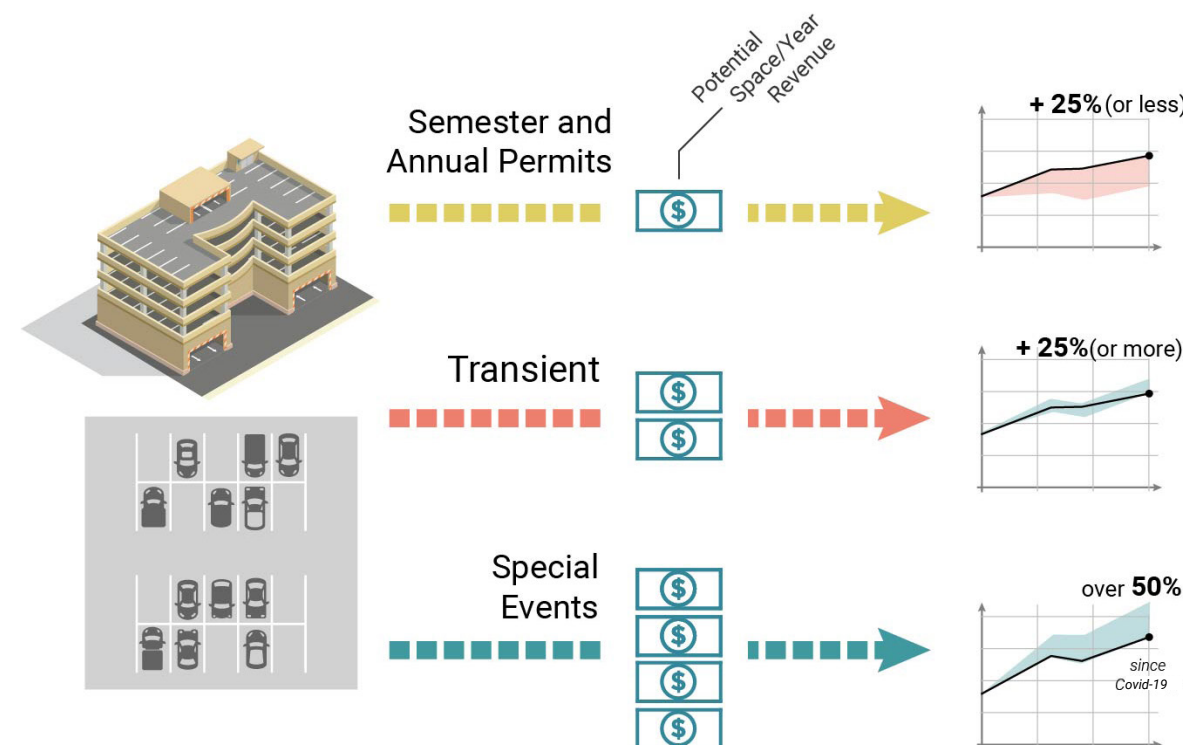 Potential
Space/Year
Revenue
Semester and
Annual Permits
$
+ 25% (or less)
Transient
$
$
+ 25% (or more)
Special
Events
$
$
$
$
over 50%
since
Covid-19